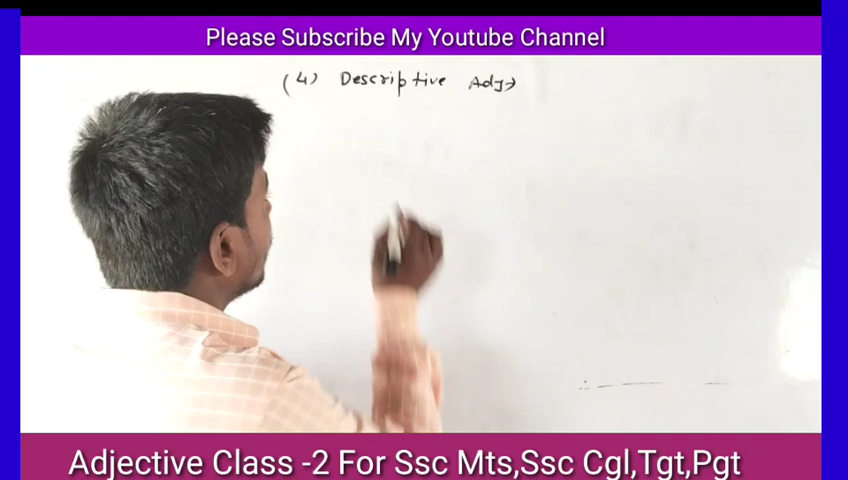 Please Subscribe My Youtube Channel
(4) Descriptive Adj→
Adjective Class -2 For Ssc Mts,Ssc Cgl,Tgt,Pgt